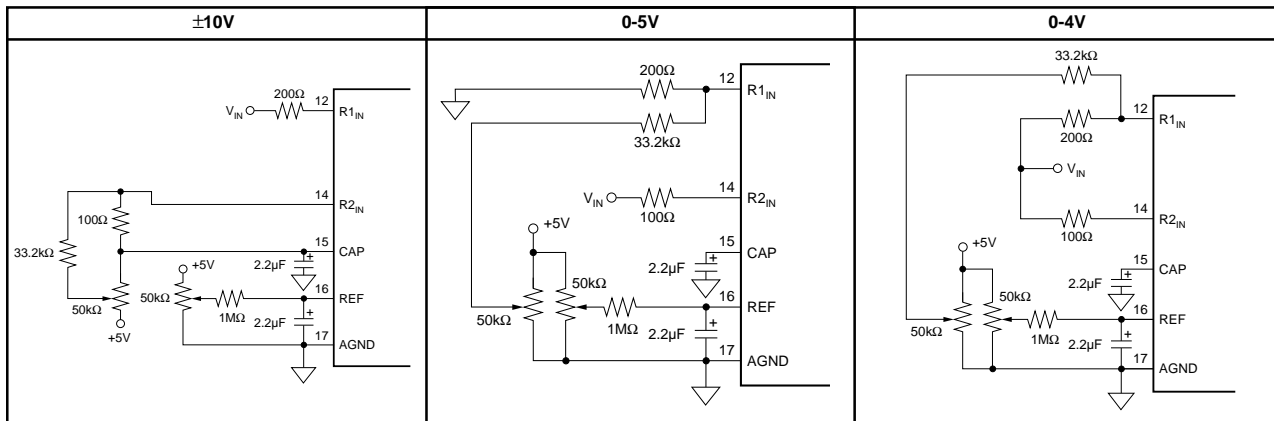 ±10V
200Ω
12
V_IN
R1_IN
14
R2_IN
100Ω
15
CAP
33.2kΩ
2.2μF
+
+5V
16
REF
50kΩ
50kΩ
1MΩ
2.2μF
+
+5V
17
AGND
0-5V
200Ω
12
R1_IN
33.2kΩ
14
V_IN
R2_IN
100Ω
+5V
15
CAP
2.2μF
+
50kΩ
16
REF
50kΩ
1MΩ
2.2μF
+
17
AGND
0-4V
33.2kΩ
12
R1_IN
200Ω
V_IN
14
R2_IN
100Ω
+5V
15
CAP
2.2μF
+
50kΩ
16
REF
50kΩ
1MΩ
2.2μF
+
17
AGND